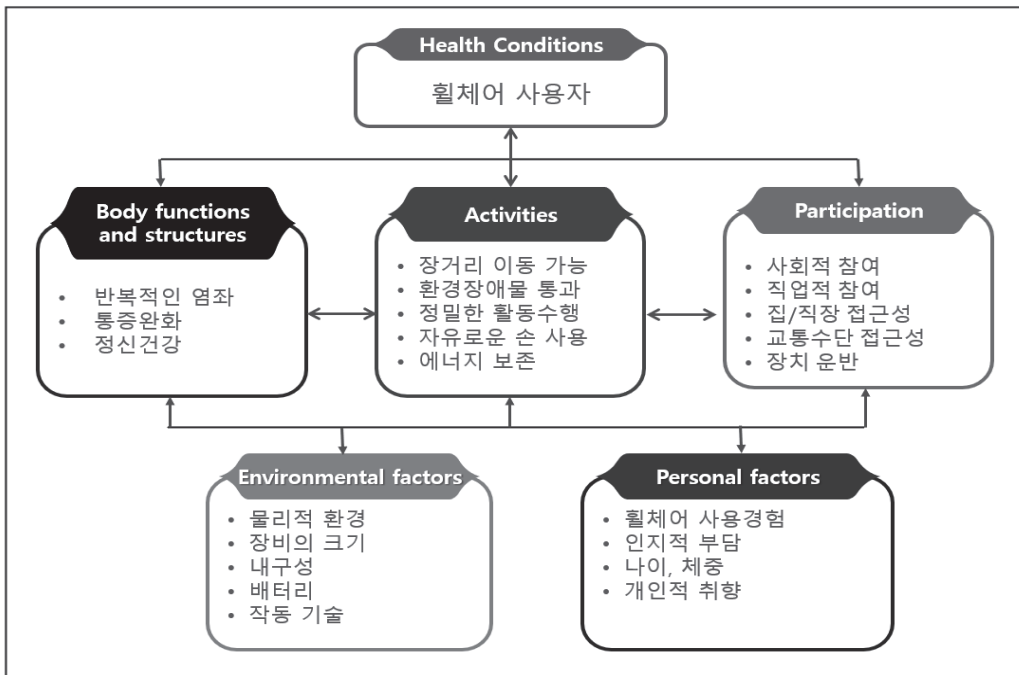 Health Conditions
휠체어 사용자
Body functions
and structures
• 반복적인 염좌
• 통증완화
• 정신건강
Activities
• 장거리 이동 가능
• 환경장애물 통과
• 정밀한 활동수행
• 자유로운 손 사용
• 에너지 보존
Participation
• 사회적 참여
• 직업적 참여
• 집/직장 접근성
• 교통수단 접근성
• 장치 운반
Environmental factors
• 물리적 환경
• 장비의 크기
• 내구성
• 배터리
• 작동 기술
Personal factors
• 휠체어 사용경험
• 인지적 부담
• 나이, 체중
• 개인적 취향